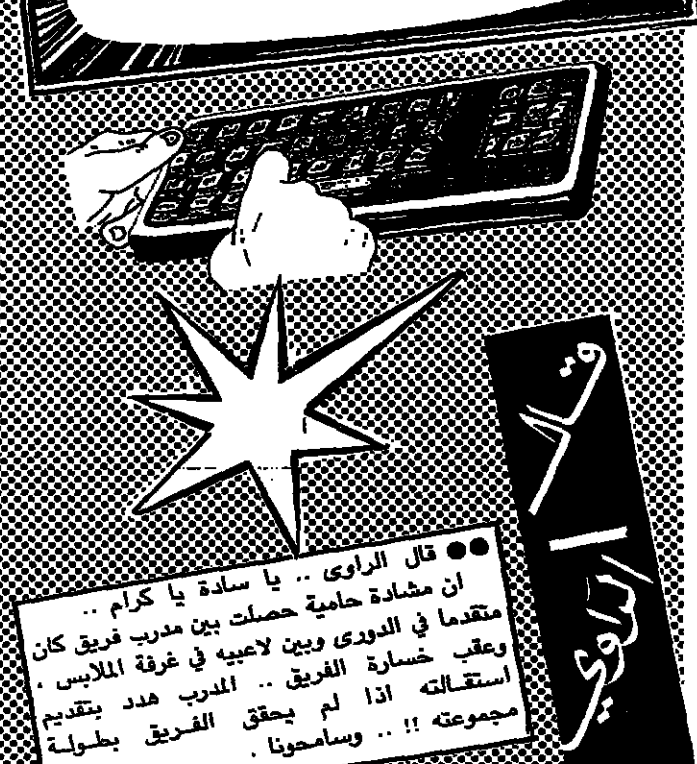 قال
الراوي
●● قال الراوى .. يا سادة يا كرام ..
ان مشادة حامية حصلت بين مدرب فريق كان
متقدما في الدورى وبين لاعبيه في غرفة الملابس .
وعقب خسارة الفريق .. المدرب هدد بتقديم
استقالته اذا لم يحقق الفريق بطولة
مجموعته !! .. وسامحونا .